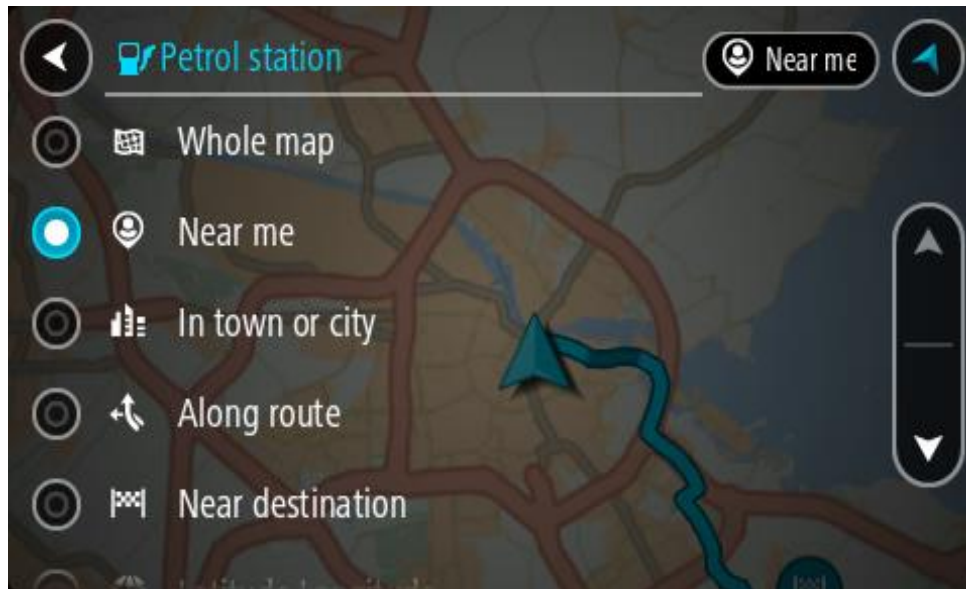 Petrol station
Near me
Whole map
Near me
In town or city
Along route
Near destination